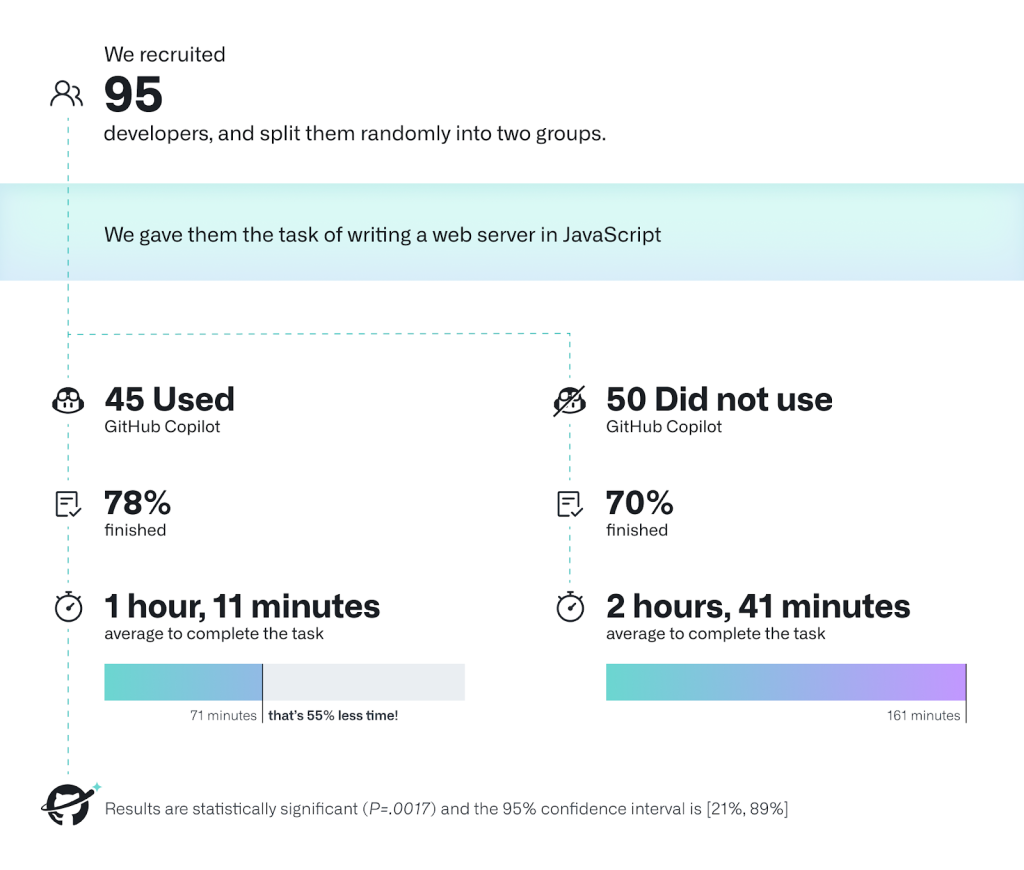 We recruited
95
developers, and split them randomly into two groups.
We gave them the task of writing a web server in JavaScript
45 Used
GitHub Copilot
78%
finished
1 hour, 11 minutes
average to complete the task
71 minutes
that's 55% less time!
50 Did not use
GitHub Copilot
70%
finished
2 hours, 41 minutes
average to complete the task
161 minutes
Results are statistically significant (P=.0017) and the 95% confidence interval is [21%, 89%]